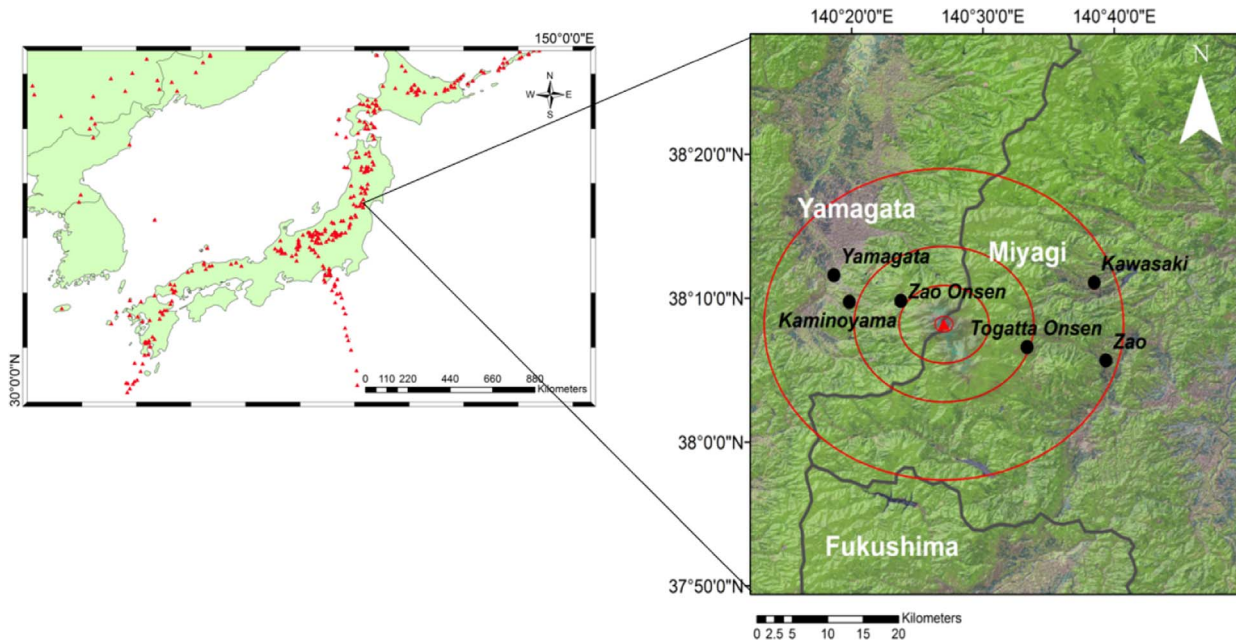 150°0'0"E
N
W E
S
30°0'0"N
0 110 220 440 660 880
Kilometers
140°20'0"E 140°30'0"E 140°40'0"E
N
38°20'0"N
Yamagata
Miyagi
Yamagata
Kawasaki
38°10'0"N
Zao Onsen
Kaminoyama
Togatta Onsen
Zao
38°0'0"N
Fukushima
37°50'0"N
Kilometers
0 2.5 5 10 15 20